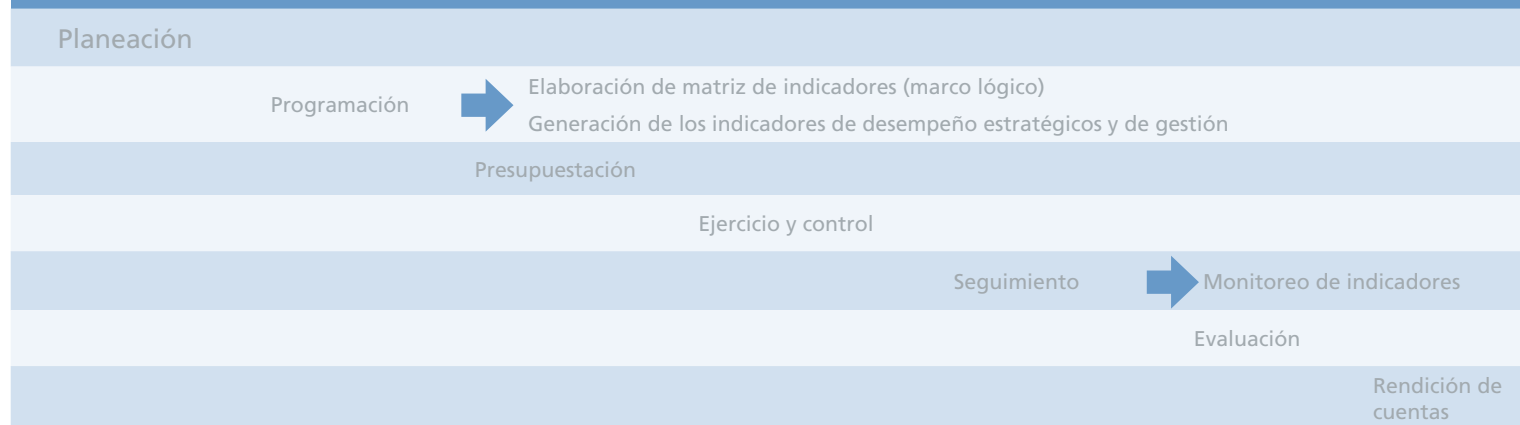 Planeación
Programación
Elaboración de matriz de indicadores (marco lógico)
Generación de los indicadores de desempeño estratégicos y de gestión
Presupuestación
Ejercicio y control
Seguimiento
Monitoreo de indicadores
Evaluación
Rendición de
cuentas